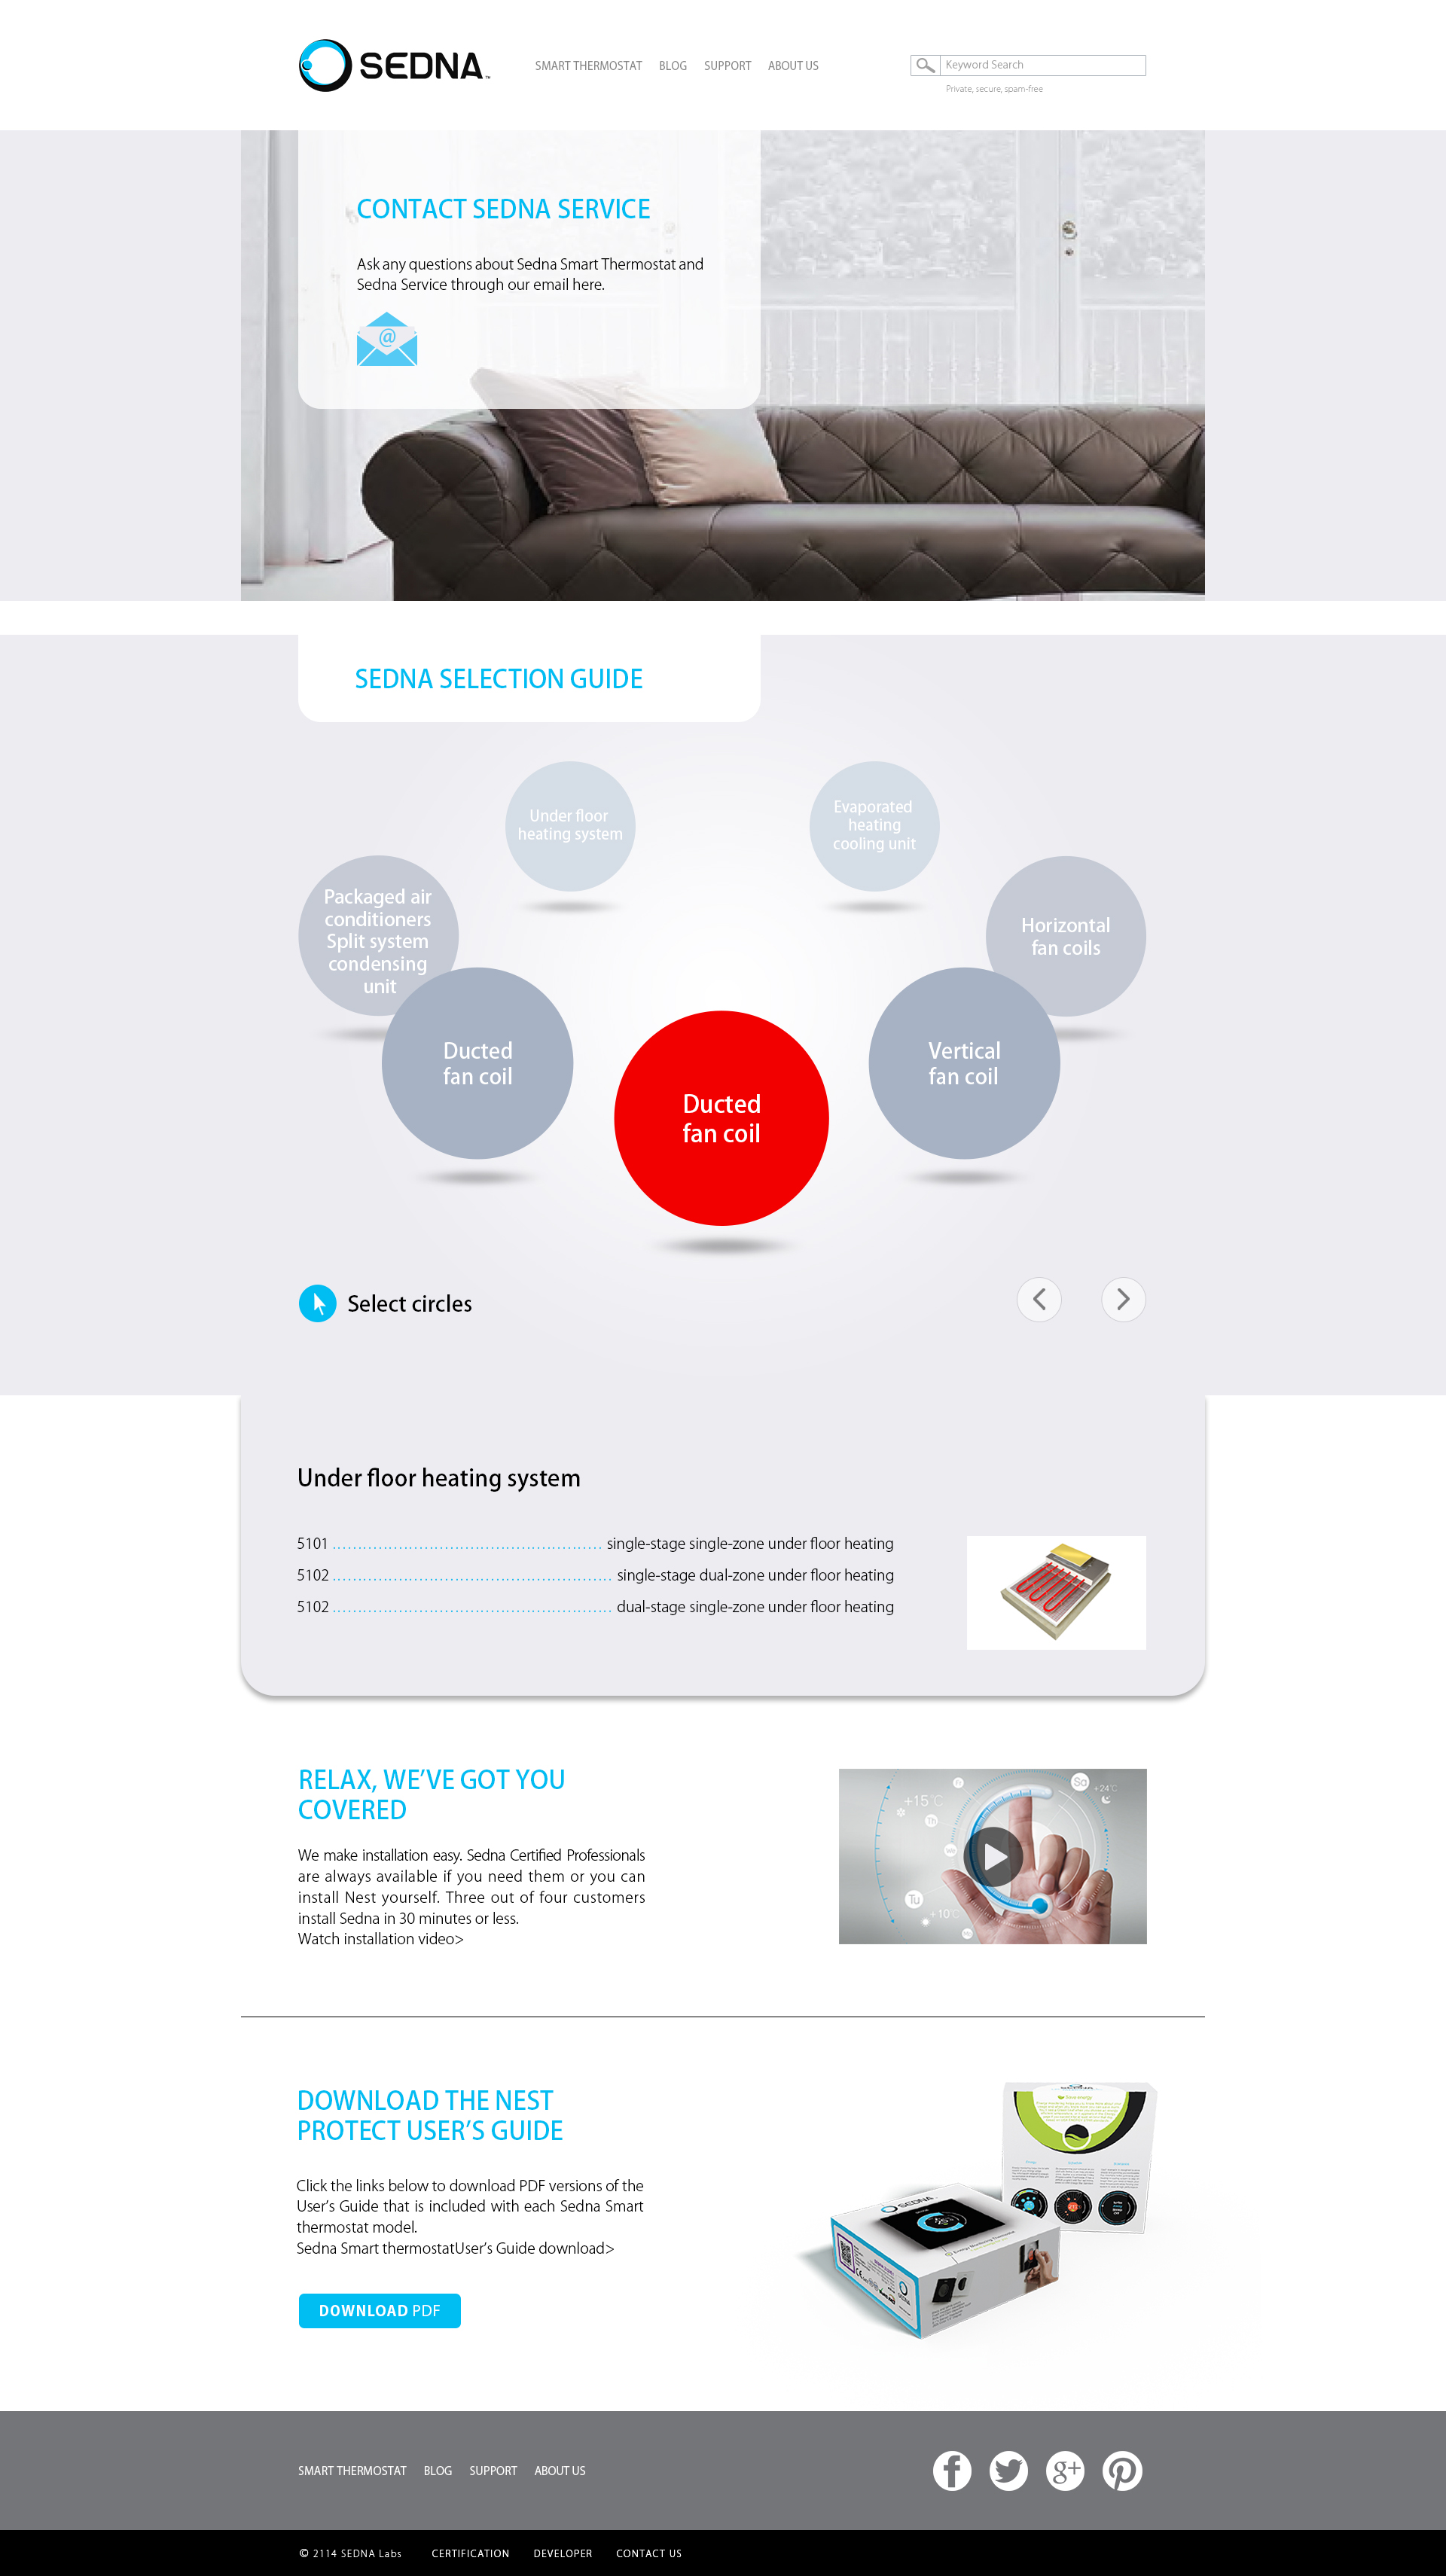 SEDNA™
SMART THERMOSTAT BLOG SUPPORT ABOUT US
Keyword Search
Private, secure, spam-free
CONTACT SEDNA SERVICE
Ask any questions about Sedna Smart Thermostat and
Sedna Service through our email here.
@
SEDNA SELECTION GUIDE
Under floor
heating system
Evaporated
heating
cooling unit
Packaged air
conditioners
Split system
condensing
unit
Horizontal
fan coils
Ducted
fan coil
Vertical
fan coil
Ducted
fan coil
Select circles
Under floor heating system
5101 ..................................................... single-stage single-zone under floor heating
5102 ....................................................... single-stage dual-zone under floor heating
5102 ....................................................... dual-stage single-zone under floor heating
RELAX, WE’VE GOT YOU
COVERED
We make installation easy. Sedna Certified Professionals
are always available if you need them or you can
install Nest yourself. Three out of four customers
install Sedna in 30 minutes or less.
Watch installation video>
Fr
Sa
+24°C
+15°C
Th
We
Tu
+10°C
Mo
DOWNLOAD THE NEST
PROTECT USER’S GUIDE
Click the links below to download PDF versions of the
User’s Guide that is included with each Sedna Smart
thermostat model.
Sedna Smart thermostatUser’s Guide download>
DOWNLOAD PDF
SEDNA
SEDNA
SMART THERMOSTAT BLOG SUPPORT ABOUT US
f
g+
© 2114 SEDNA Labs CERTIFICATION DEVELOPER CONTACT US